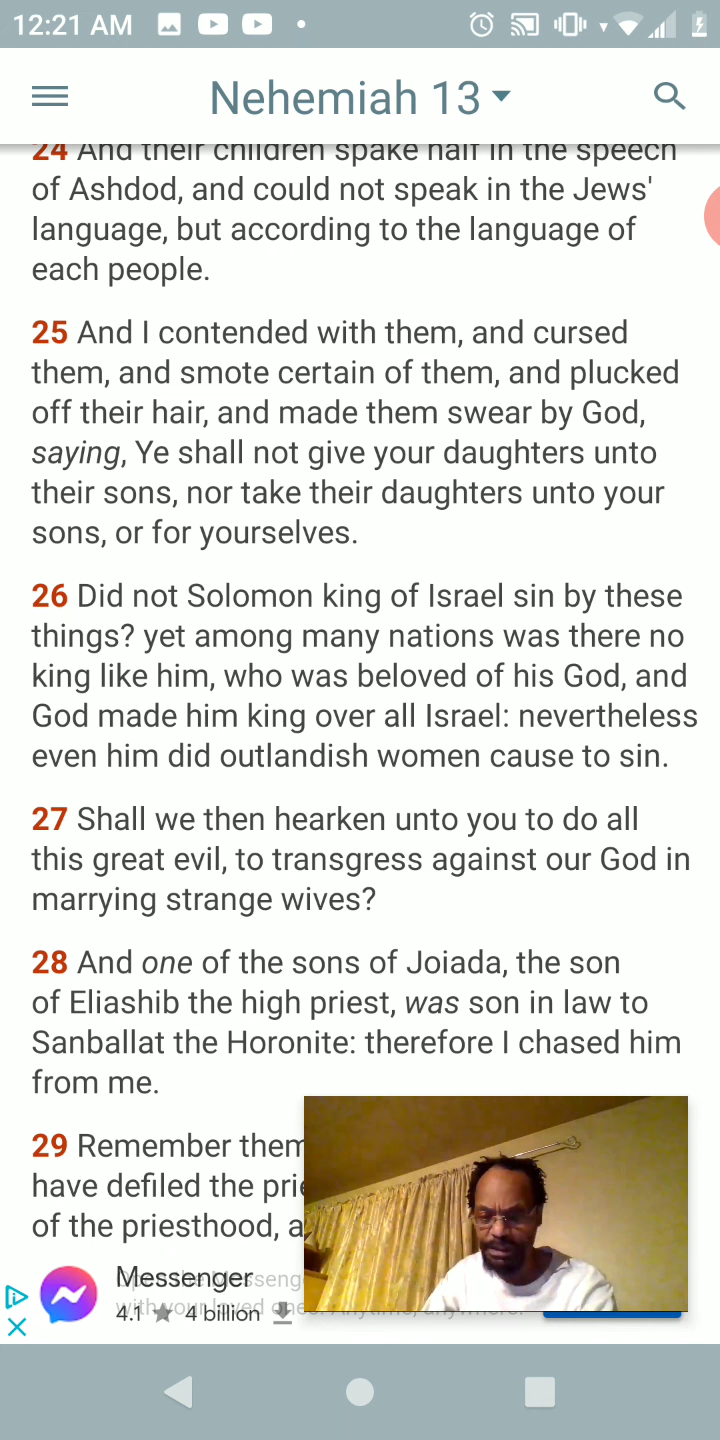 12:21 AM
Nehemiah 13
24 And their children spake half in the speech
of Ashdod, and could not speak in the Jews'
language, but according to the language of
each people.
25 And I contended with them, and cursed
them, and smote certain of them, and plucked
off their hair, and made them swear by God,
saying, Ye shall not give your daughters unto
their sons, nor take their daughters unto your
sons, or for yourselves.
26 Did not Solomon king of Israel sin by these
things? yet among many nations was there no
king like him, who was beloved of his God, and
God made him king over all Israel: nevertheless
even him did outlandish women cause to sin.
27 Shall we then hearken unto you to do all
this great evil, to transgress against our God in
marrying strange wives?
28 And one of the sons of Joiada, the son
of Eliashib the high priest, was son in law to
Sanballat the Horonite: therefore I chased him
from me.
29 Remember them
have defiled the prie
of the priesthood, a
Messenger
with your loved ones. Anytime, anywhere.
4.1 ★ 4 billion